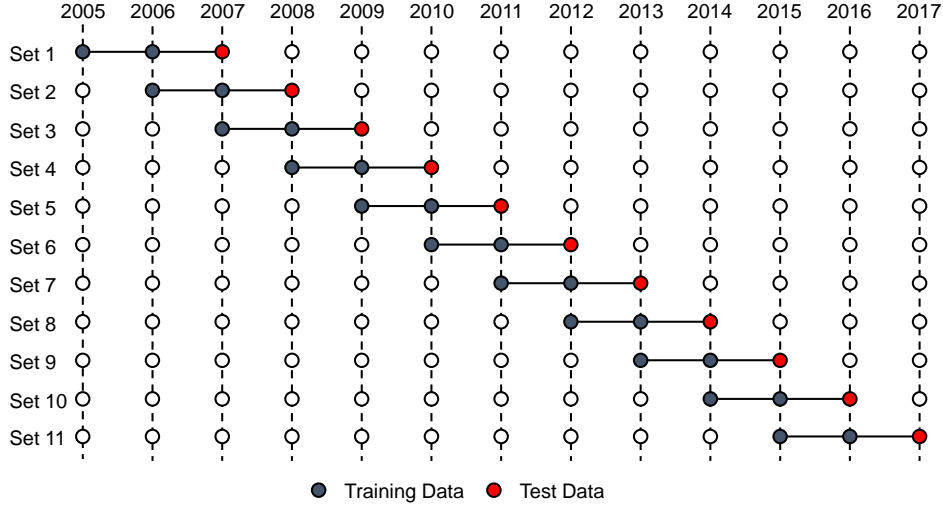 2005 2006 2007 2008 2009 2010 2011 2012 2013 2014 2015 2016 2017
Set 1
Set 2
Set 3
Set 4
Set 5
Set 6
Set 7
Set 8
Set 9
Set 10
Set 11
Training Data Test Data